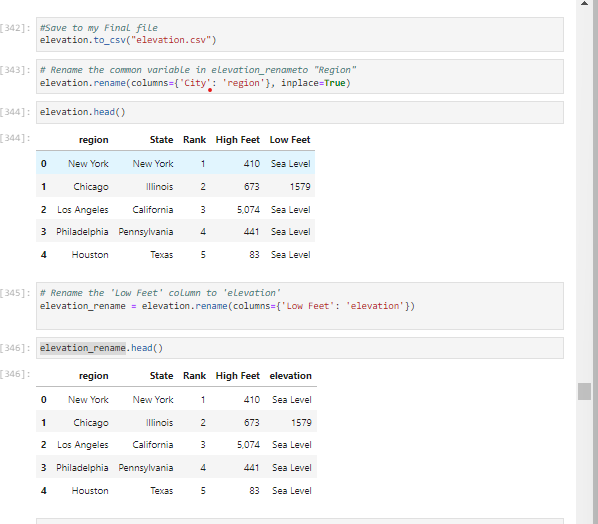 [342]: #Save to my Final file
elevation.to_csv("elevation.csv")
[343]: # Rename the common variable in elevation_renameto "Region"
elevation.rename(columns={'City': 'region'}, inplace=True)
[344]: elevation.head()
[344]: region State Rank High Feet Low Feet
0 New York New York 1 410 Sea Level
1 Chicago Illinois 2 673 1579
2 Los Angeles California 3 5,074 Sea Level
3 Philadelphia Pennsylvania 4 441 Sea Level
4 Houston Texas 5 83 Sea Level
[345]: # Rename the 'Low Feet' column to 'elevation'
elevation_rename = elevation.rename(columns={'Low Feet': 'elevation'})
[346]: elevation_rename.head()
[346]: region State Rank High Feet elevation
0 New York New York 1 410 Sea Level
1 Chicago Illinois 2 673 1579
2 Los Angeles California 3 5,074 Sea Level
3 Philadelphia Pennsylvania 4 441 Sea Level
4 Houston Texas 5 83 Sea Level